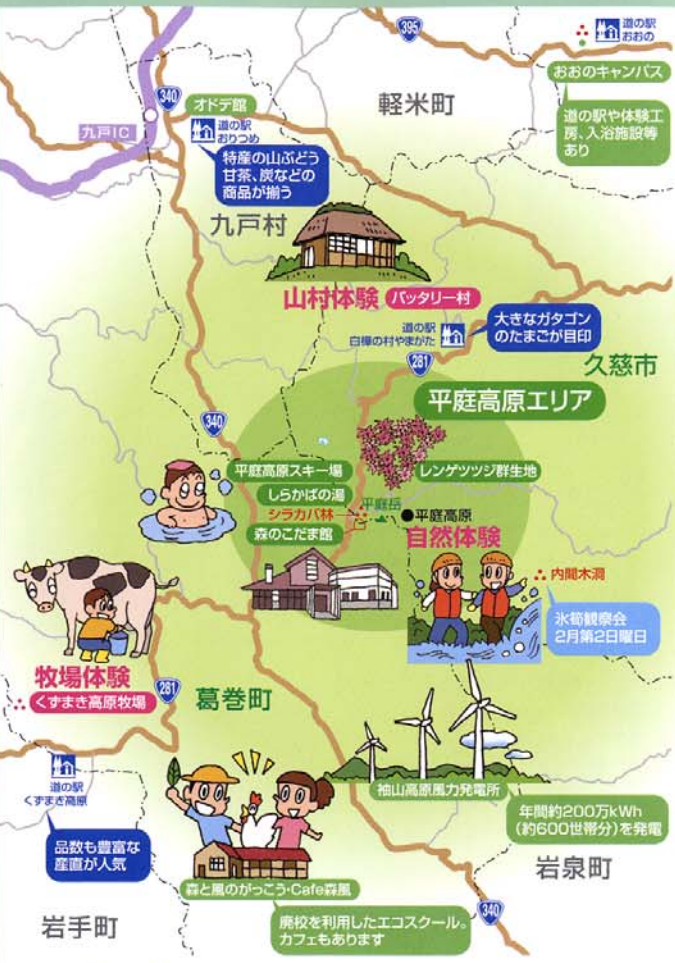 395
道の駅
おおの
おおのキャンパス
道の駅や体験工
房、入浴施設等
あり
340
オドデ館
軽米町
九戸IC
道の駅
おりつめ
特産の山ぶどう
甘茶、炭などの
商品が揃う
九戸村
山村体験
バッタリー村
道の駅
白樺の村やまがた
大きなガタゴン
のたまごが目印
281
久慈市
平庭高原エリア
340
平庭高原スキー場
レンゲツツジ群生地
しらかばの湯
シラカバ林
平庭岳
平庭高原
森のこだま館
自然体験
内間木洞
氷筍観察会
2月第2日曜日
牧場体験
くずまき高原牧場
281
葛巻町
道の駅
くずまき高原
袖山高原風力発電所
年間約200万kWh
(約600世帯分)を発電
品数も豊富な
産直が人気
岩泉町
森と風のがっこう・Cafe森風
岩手町
廃校を利用したエコスクール。
カフェもあります
340